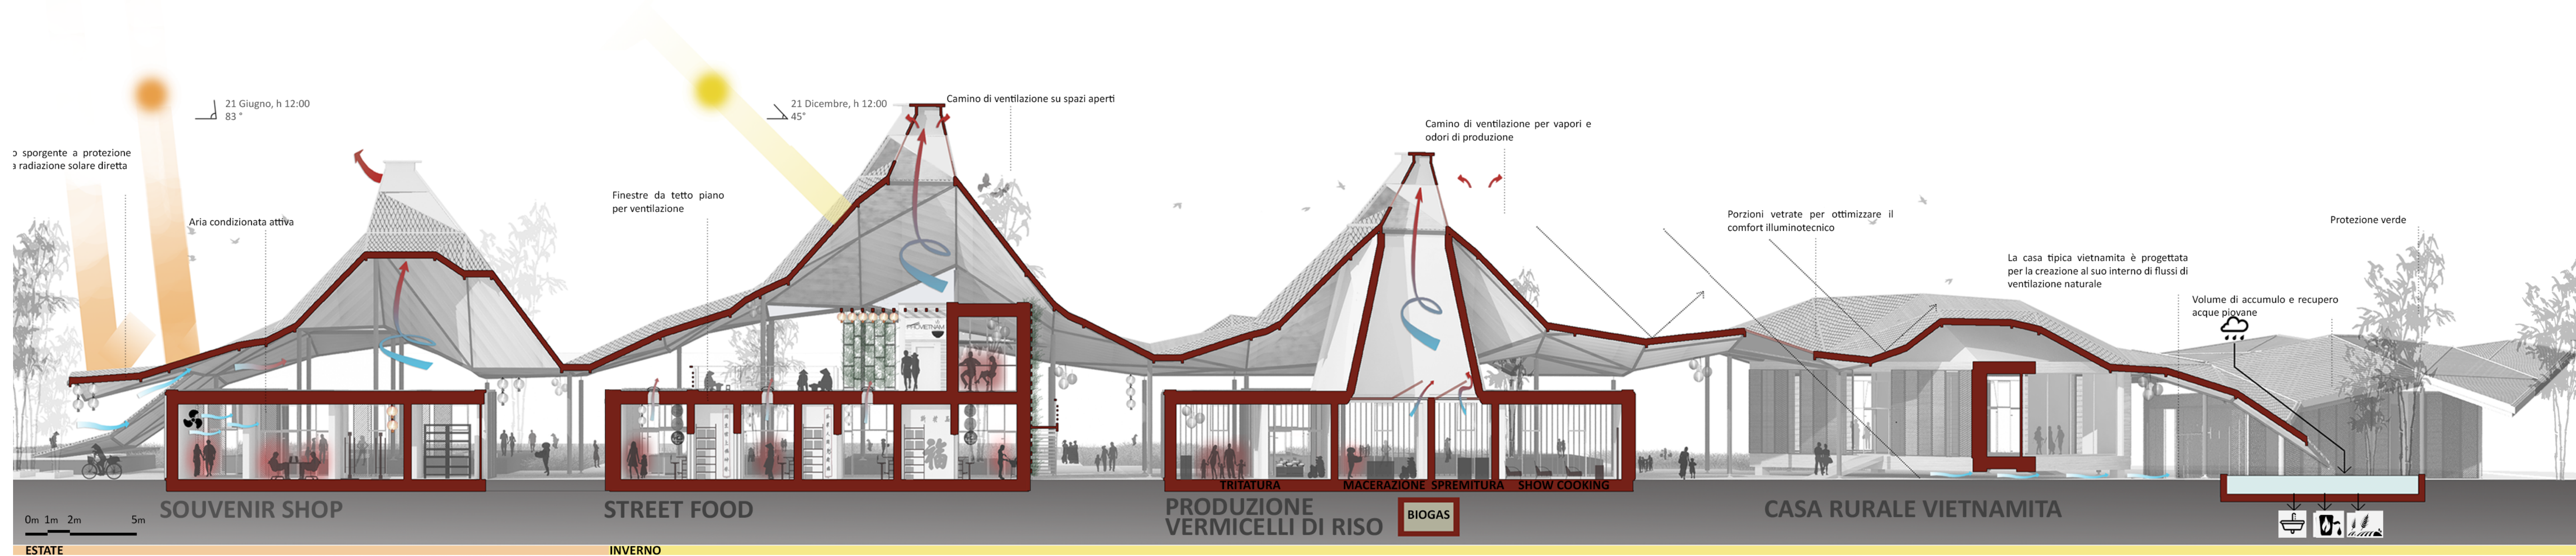 21 Giugno, h 12:00
83 °
21 Dicembre, h 12:00
45°
Camino di ventilazione su spazi aperti
Camino di ventilazione per vapori e
odori di produzione
sporgente a protezione
radiazione solare diretta
Aria condizionata attiva
Finestre da tetto piano
per ventilazione
Porzioni vetrate per ottimizzare il
comfort illuminotecnico
Protezione verde
La casa tipica vietnamita è progettata
per la creazione al suo interno di flussi di
ventilazione naturale
Volume di accumulo e recupero
acque piovane
TRITATURA
MACERAZIONE SPREMITURA SHOW COOKING
SOUVENIR SHOP
STREET FOOD
PRODUZIONE
VERMICELLI DI RISO
BIOGAS
CASA RURALE VIETNAMITA
0m 1m 2m 5m
ESTATE
INVERNO